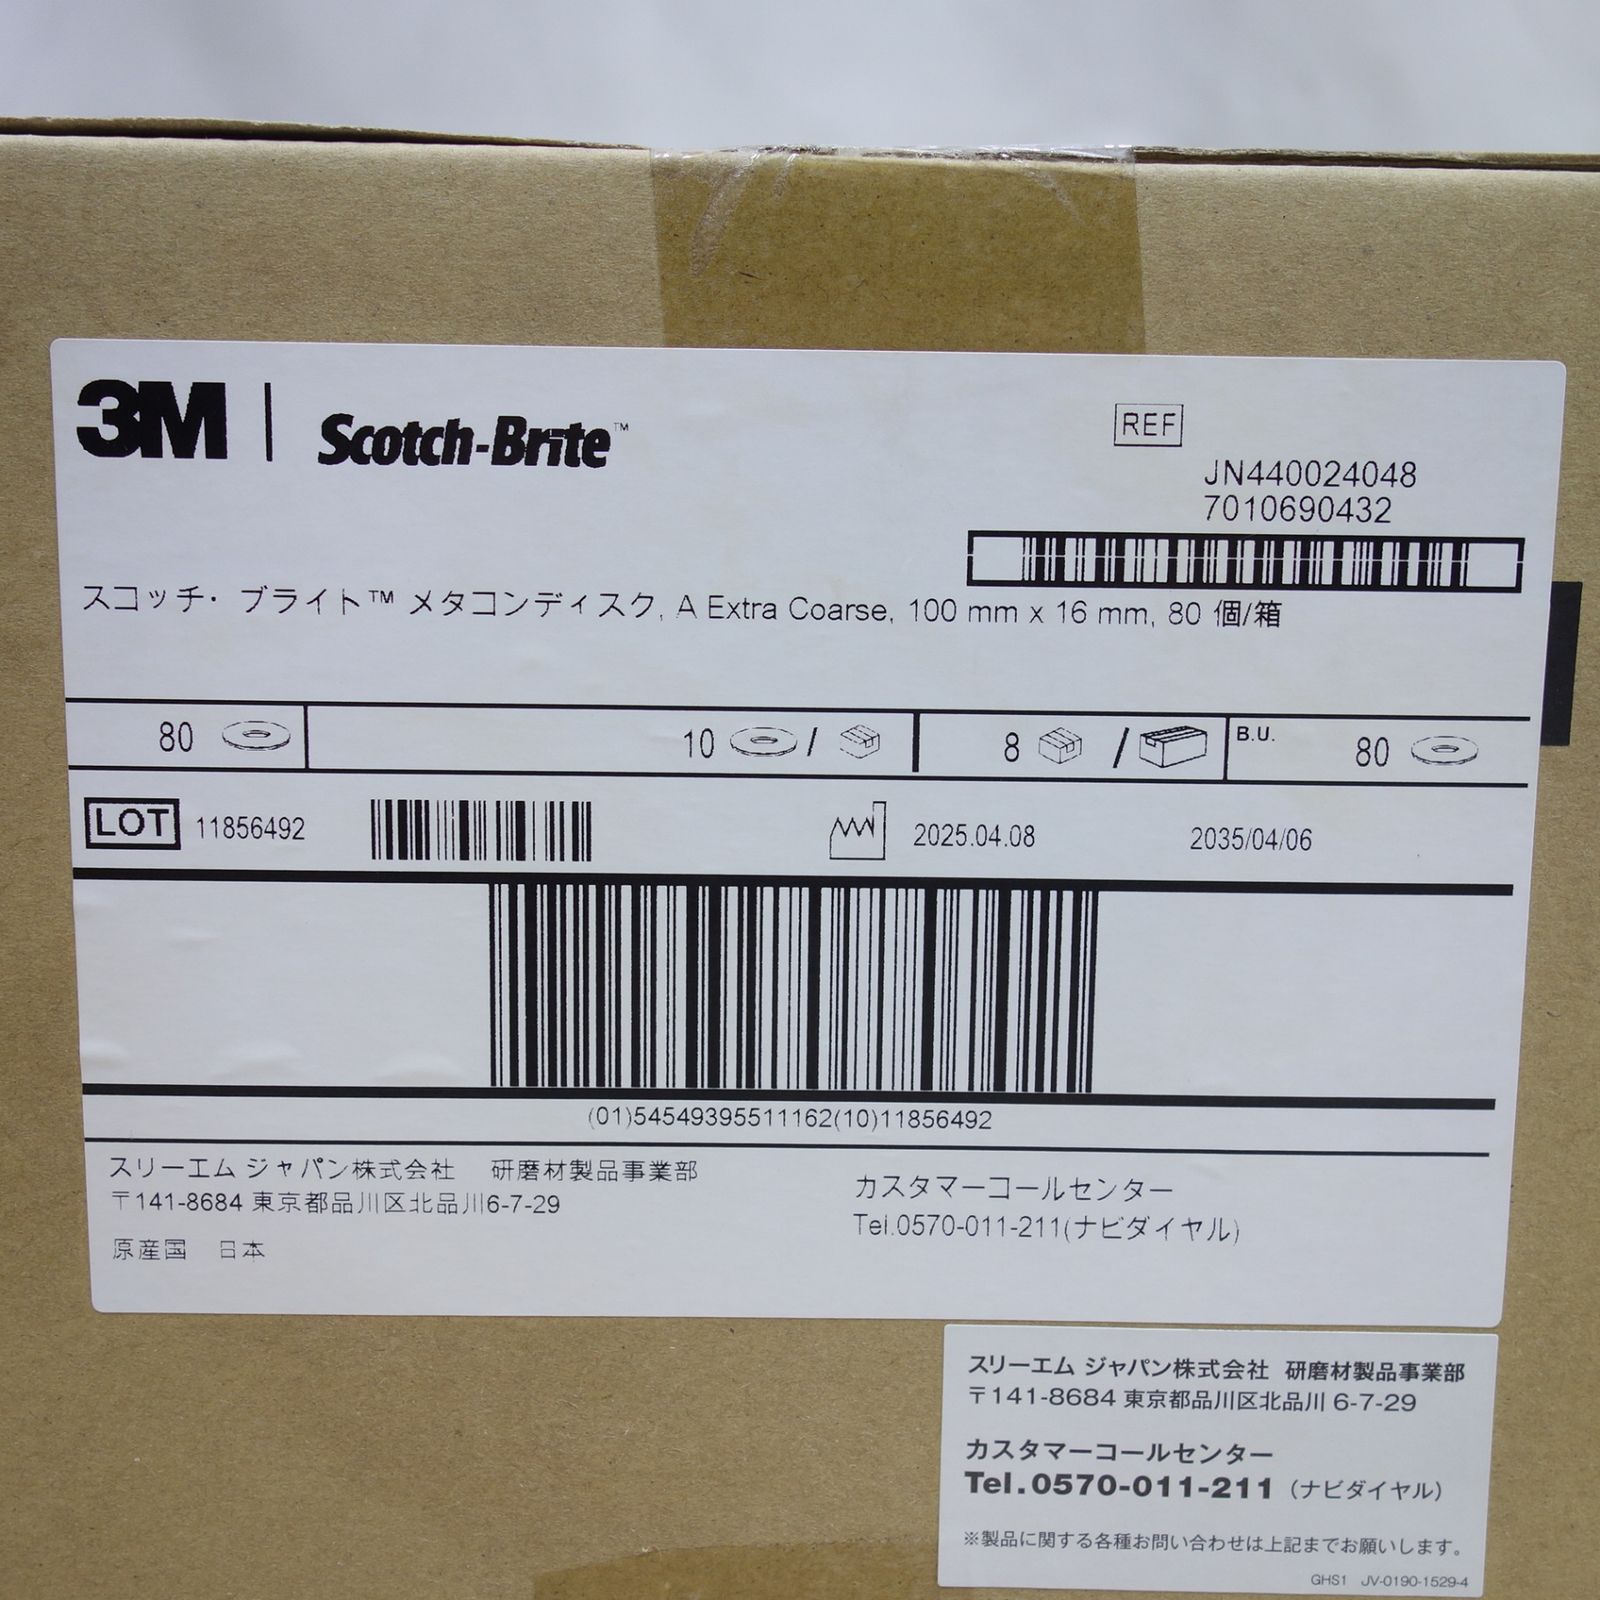 3M | Scotch-Brite™
REF
JN440024048
7010690432
スコッチ・ブライト™ メタコンディスク, A Extra Coarse, 100 mm x 16 mm, 80 個/箱
80 10 / 8 / B.U. 80
LOT 11856492 2025.04.08 2035/04/06
(01)54549395511162(10)11856492
スリーエム ジャパン株式会社 研磨材製品事業部
〒141-8684 東京都品川区北品川6-7-29
原産国 日本
カスタマーコールセンター
Tel.0570-011-211(ナビダイヤル)
スリーエム ジャパン株式会社 研磨材製品事業部
〒141-8684 東京都品川区北品川 6-7-29
カスタマーコールセンター
Tel.0570-011-211（ナビダイヤル）
※製品に関する各種お問い合わせは上記までお願いします。
GHS1 JV-0190-1529-4